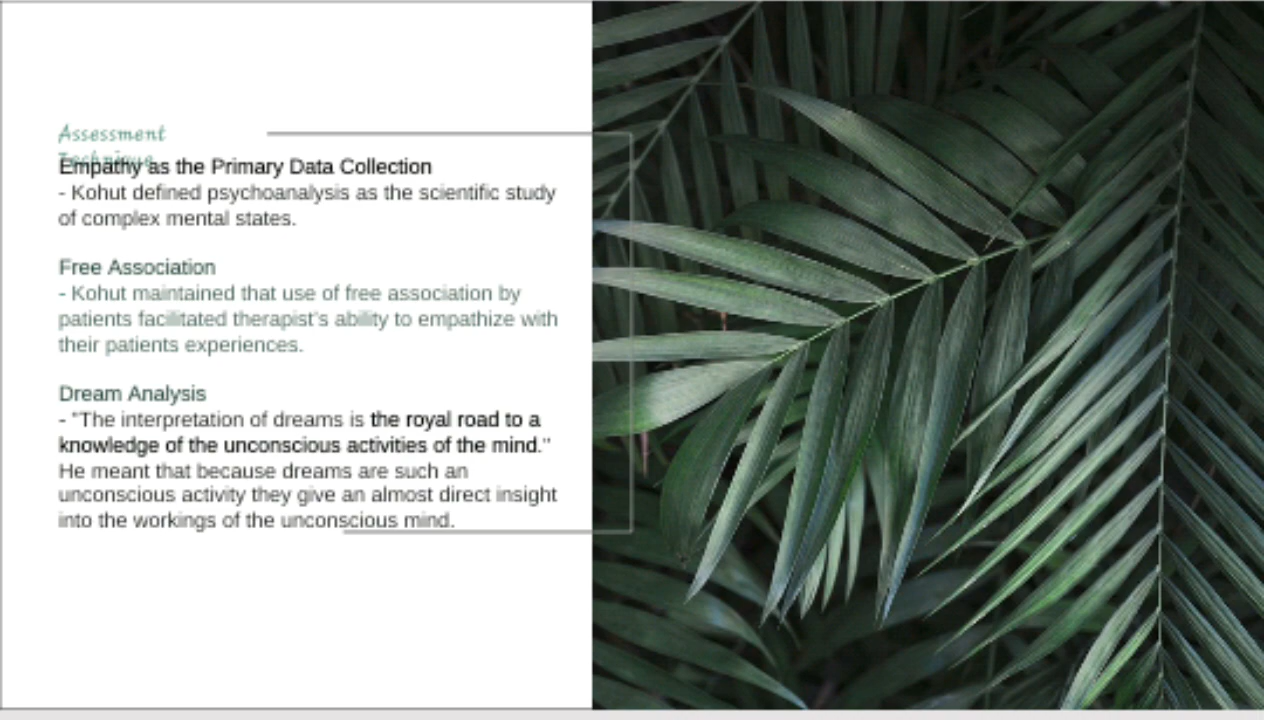 Assessment
Technique
Empathy as the Primary Data Collection
- Kohut defined psychoanalysis as the scientific study
of complex mental states.
Free Association
- Kohut maintained that use of free association by
patients facilitated therapist's ability to empathize with
their patients experiences.
Dream Analysis
- "The interpretation of dreams is the royal road to a
knowledge of the unconscious activities of the mind."
He meant that because dreams are such an
unconscious activity they give an almost direct insight
into the workings of the unconscious mind.